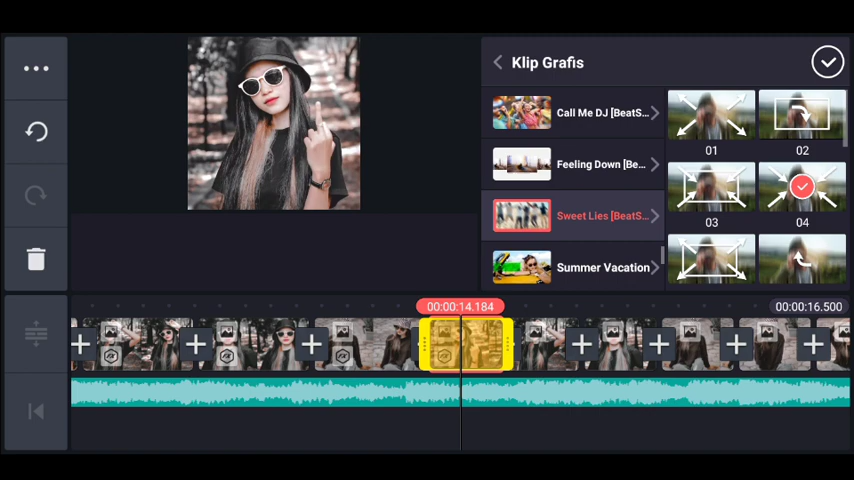 Klip Grafis
Call Me DJ [BeatS...
Feeling Down [Be...
Sweet Lies [BeatS...
Summer Vacation
01
02
03
04
00:00:14.184
00:00:16.500